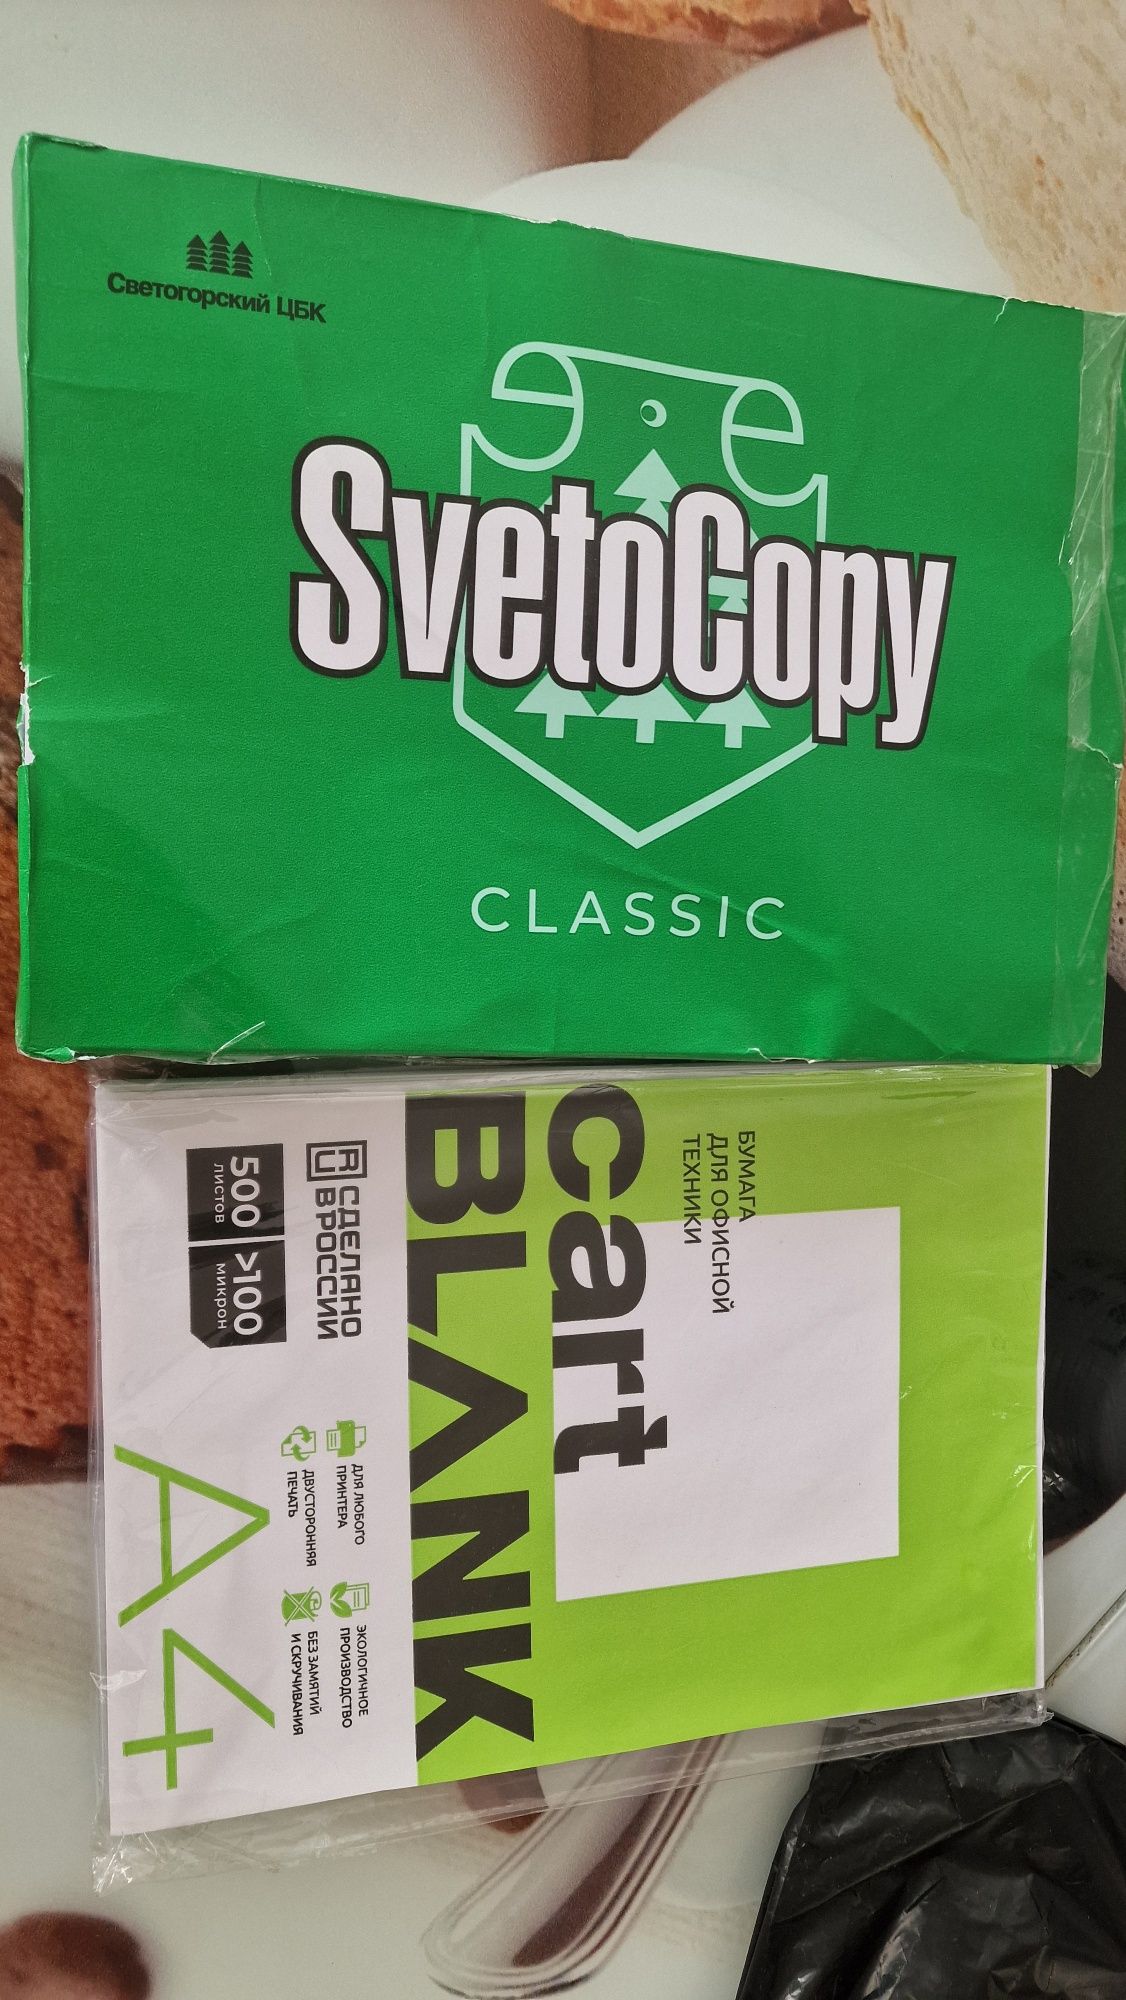 Светогорский ЦБК
SvetoCopy
CLASSIC
БУМАГА
ДЛЯ ОФИСНОЙ
ТЕХНИКИ
cart
BLANK
СДЕЛАНО
В РОССИИ
500
ЛИСТОВ
>100
МИКРОН
ДЛЯ ЛЮБОГО
ПРИНТЕРА
ДВУСТОРОННЯЯ
ПЕЧАТЬ
ЭКОЛОГИЧНОЕ
ПРОИЗВОДСТВО
БЕЗ ЗАМЯТИЙ
И СКРУЧИВАНИЯ
A4